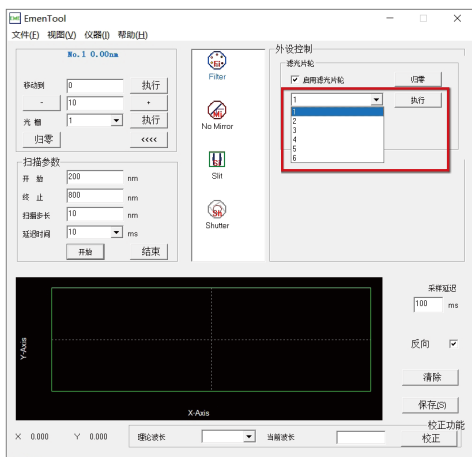 EmenTool
文件(F) 视图(V) 仪器(I) 帮助(H)
No.1 0.00nm
移动到 0 执行
- 10 +
光 栅 1 执行
归零 <<<<
扫描参数
开 始 200 nm
终 止 800 nm
扫描步长 10 nm
延迟时间 10 ms
开始 结束
Filter
No Mirror
Slit
Shutter
外设控制
滤光片轮
启用滤光片轮 归零
1 执行
1
2
3
4
5
6
Y-Axis
X-Axis
采样延迟
100 ms
反向
清除
保存(S)
校正功能
X 0.000 Y 0.000 理论波长 当前波长 校正